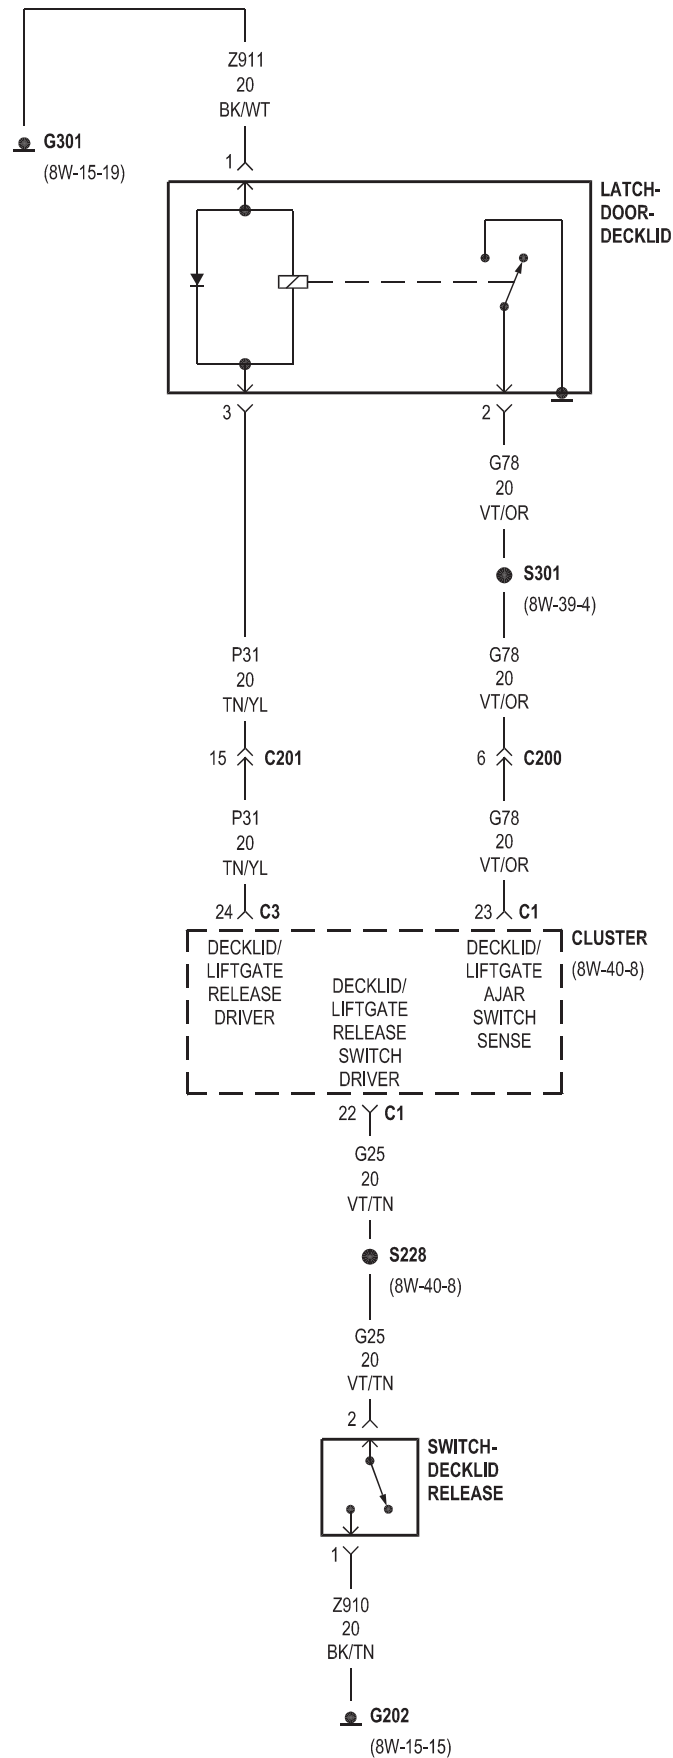 Z911
20
BK/WT
G301
(8W-15-19)
1
LATCH-
DOOR-
DECKLID
3
2
G78
20
VT/OR
S301
(8W-39-4)
P31
20
TN/YL
G78
20
VT/OR
15
C201
6
C200
P31
20
TN/YL
G78
20
VT/OR
24
C3
23
C1
CLUSTER
(8W-40-8)
DECKLID/
LIFTGATE
RELEASE
DRIVER
DECKLID/
LIFTGATE
RELEASE
SWITCH
DRIVER
DECKLID/
LIFTGATE
AJAR
SWITCH
SENSE
22
C1
G25
20
VT/TN
S228
(8W-40-8)
G25
20
VT/TN
2
SWITCH-
DECKLID
RELEASE
1
Z910
20
BK/TN
G202
(8W-15-15)